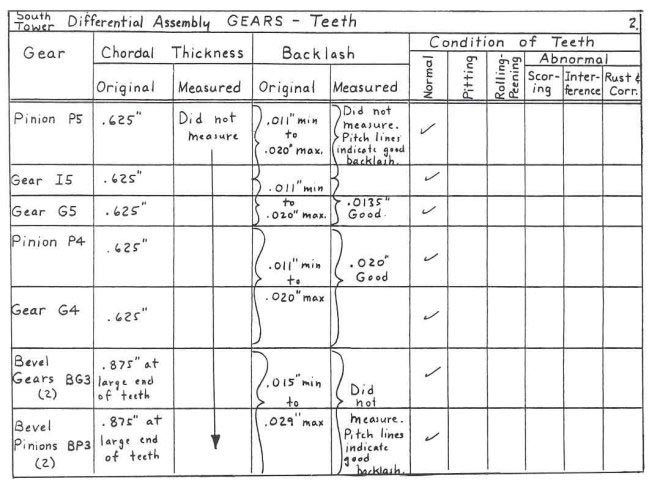 South Tower Differential Assembly GEARS - Teeth 2.
Gear Chordal Thickness Backlash Condition of Teeth
Normal Pitting Rolling-Peening Abnormal
Original Measured Original Measured Scor-ing Inter-ference Rust & Corr.
Pinion P5 .625" Did not measure .011" min to .020" max. Did not measure. Pitch lines indicate good backlash. ✓
Gear I5 .625" ✓
.011" min to .020" max.
Gear G5 .625" .0135" Good. ✓
Pinion P4 .625" ✓
.011" min to .020" max .020" Good
Gear G4 .625" ✓
Bevel Gears BG3 (2) .875" at large end of teeth ✓
.015" min to .029" max Did not measure. Pitch lines indicate good backlash.
Bevel Pinions BP3 (2) .875" at large end of teeth ✓